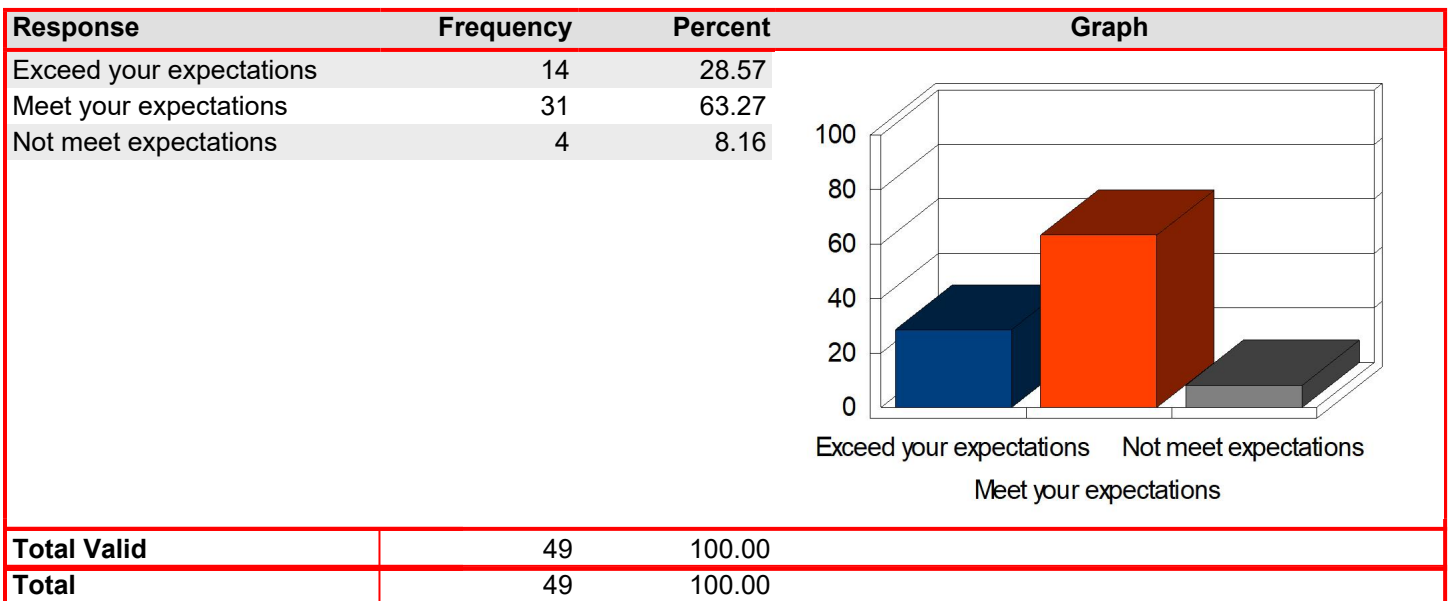 Response Frequency Percent Graph
Exceed your expectations 14 28.57
Meet your expectations 31 63.27
Not meet expectations 4 8.16
100
80
60
40
20
0
Exceed your expectations Not meet expectations
Meet your expectations
Total Valid 49 100.00
Total 49 100.00